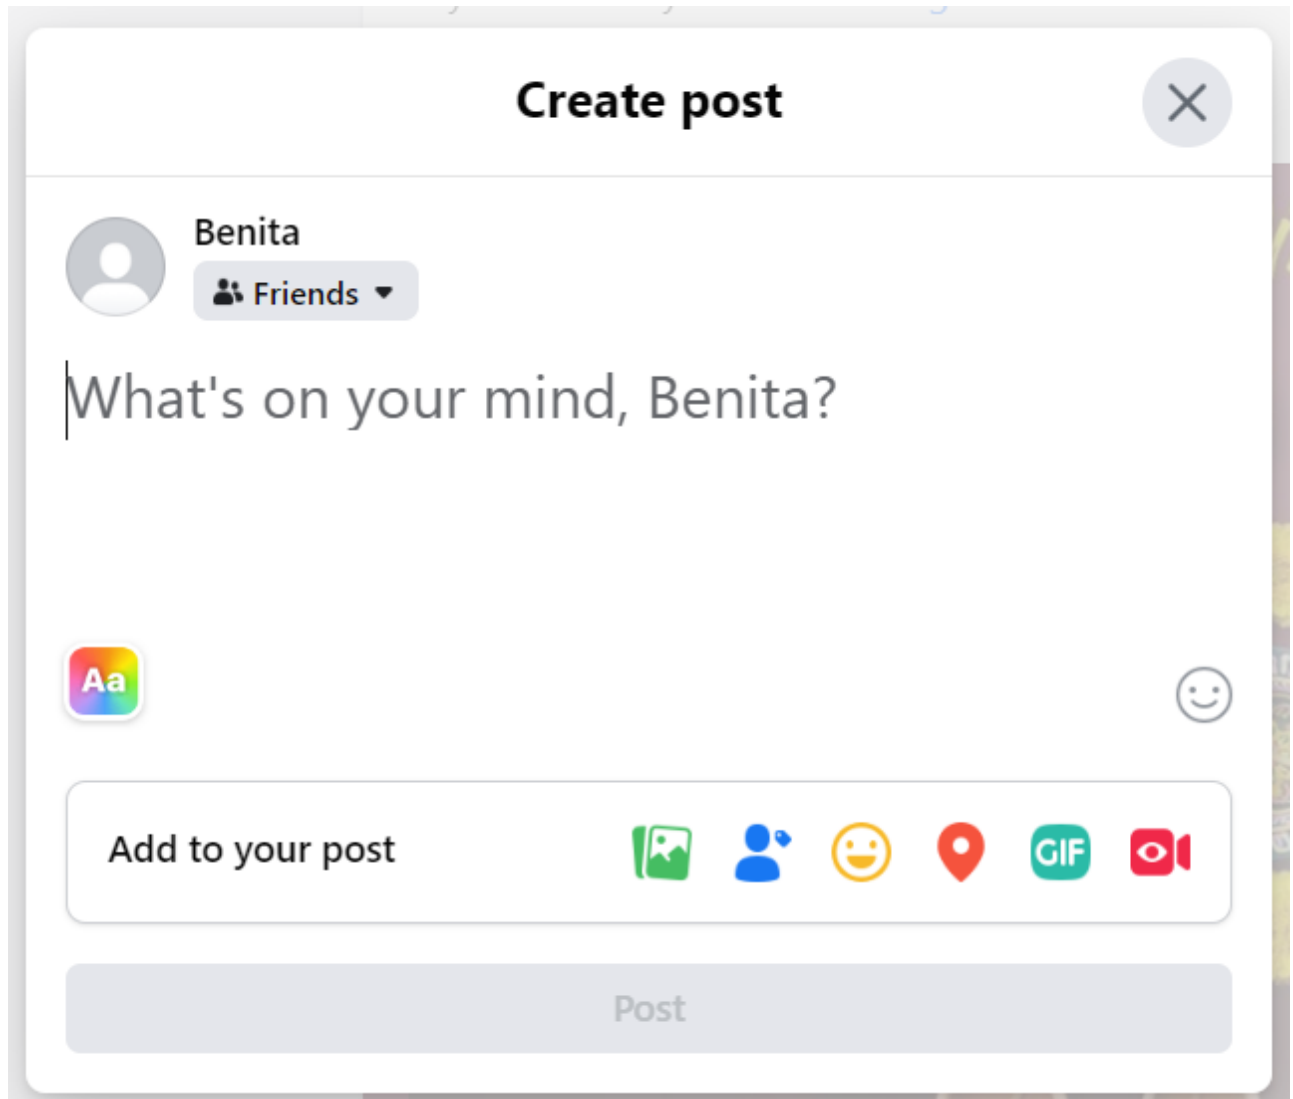 Create post
Benita
Friends
What's on your mind, Benita?
Aa
Add to your post
GIF
Post